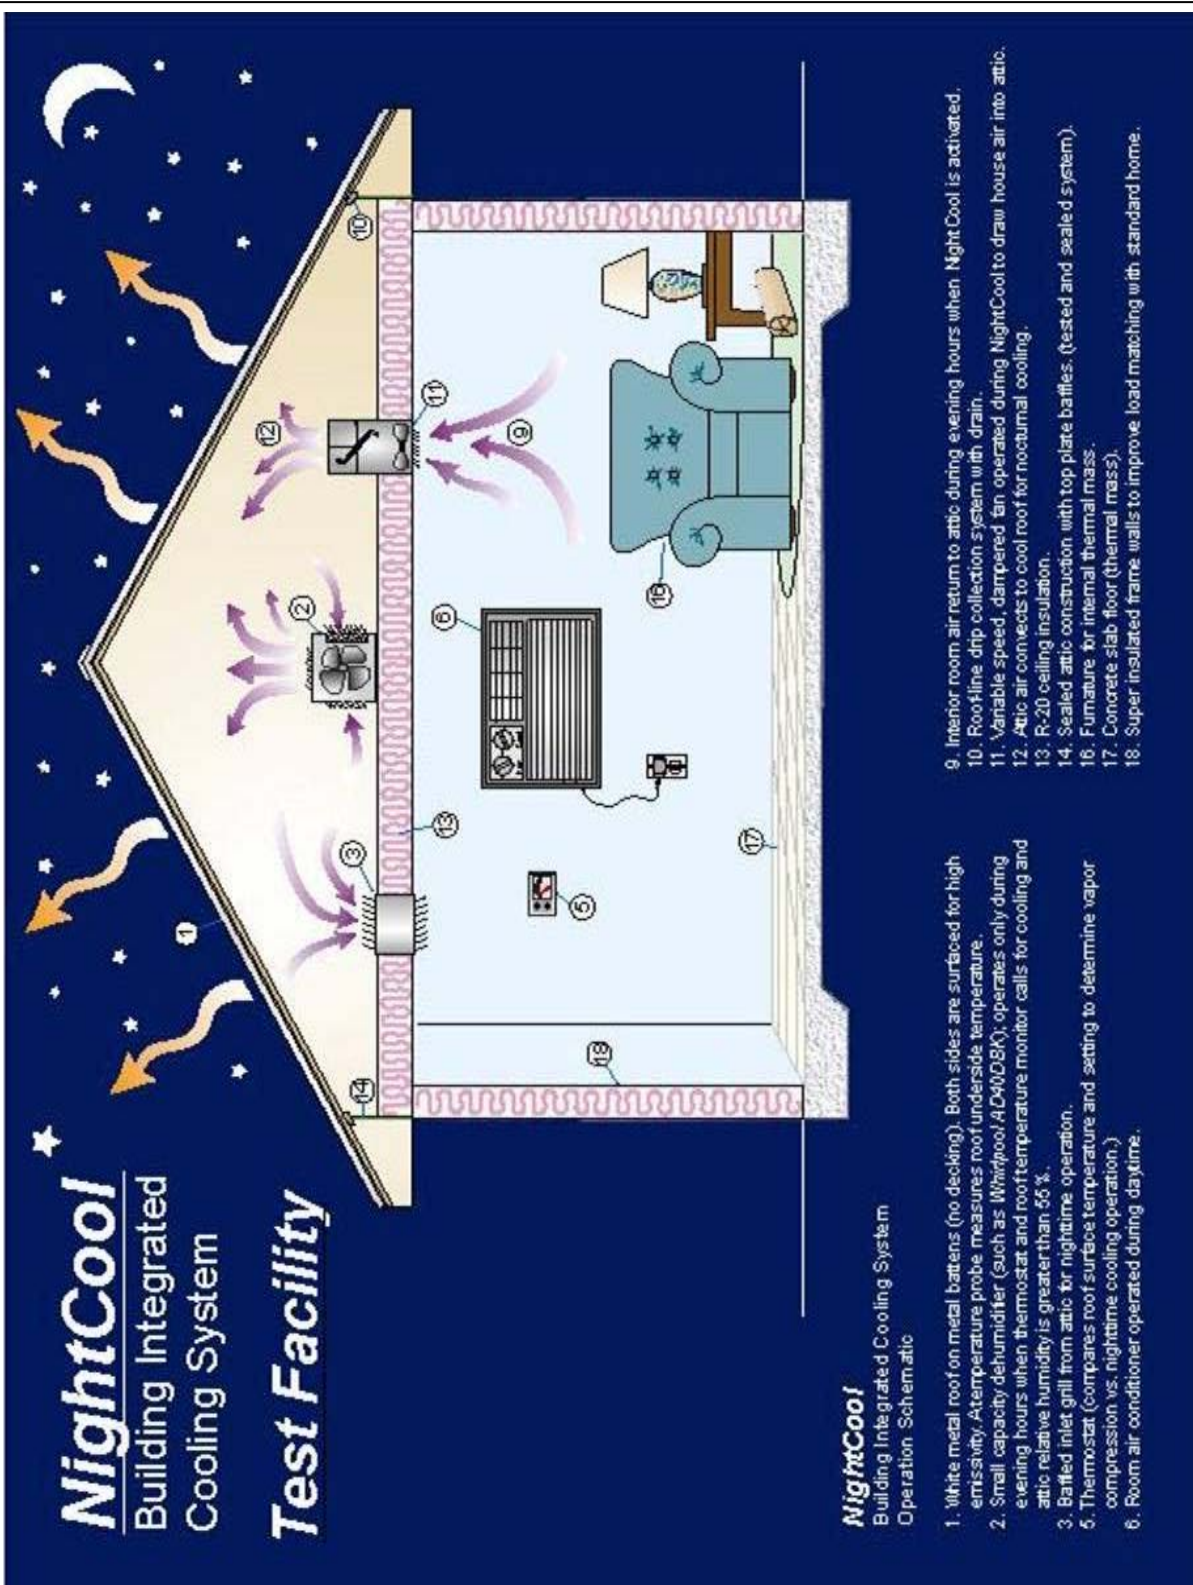 NightCool
Building Integrated
Cooling System
Test Facility
1
2
3
5
6
9
10
11
12
13
14
16
17
18
NightCool
Building Integrated Cooling System
Operation Schematic
1. White metal roof on metal battens (no decking). Both sides are surfaced for high
emissivity. A temperature probe measures roof underside temperature.
2. Small capacity dehumidifier (such as Whirlpool AD40DBK); operates only during
evening hours when thermostat and roof temperature monitor calls for cooling and
attic relative humidity is greater than 55%.
3. Baffled inlet grill from attic for nighttime operation.
5. Thermostat (compares roof surface temperature and setting to determine vapor
compression vs. nighttime cooling operation.)
6. Room air conditioner operated during daytime.
9. Interior room air return to attic during evening hours when Night Cool is activated.
10. Roof-line drip collection system with drain.
11. Variable speed, dampered fan operated during NightCool to draw house air into attic.
12. Attic air convects to cool roof for nocturnal cooling.
13. R-20 ceiling insulation.
14. Sealed attic construction with top plate baffles. (tested and sealed system).
16. Furnature for internal thermal mass.
17. Concrete slab floor (thermal mass).
18. Super insulated frame walls to improve load matching with standard home.